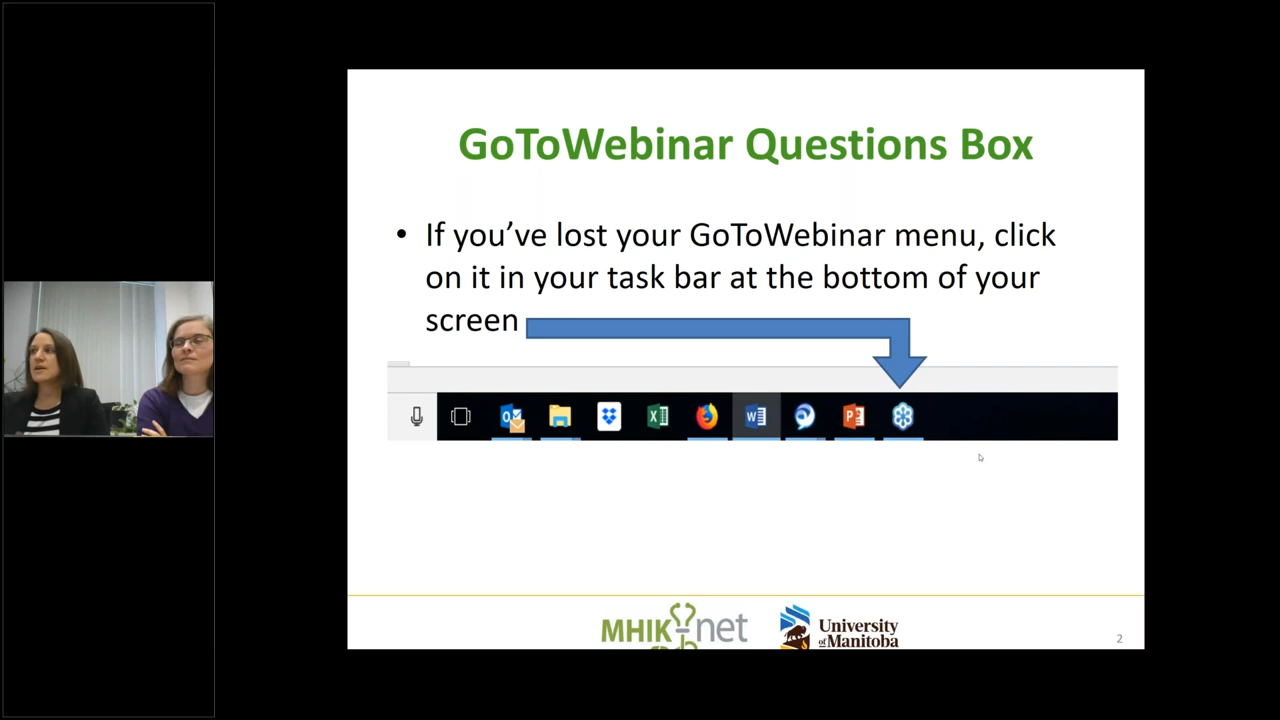 GoToWebinar Questions Box
• If you’ve lost your GoToWebinar menu, click
on it in your task bar at the bottom of your
screen
MHIK-net
University
of Manitoba
2